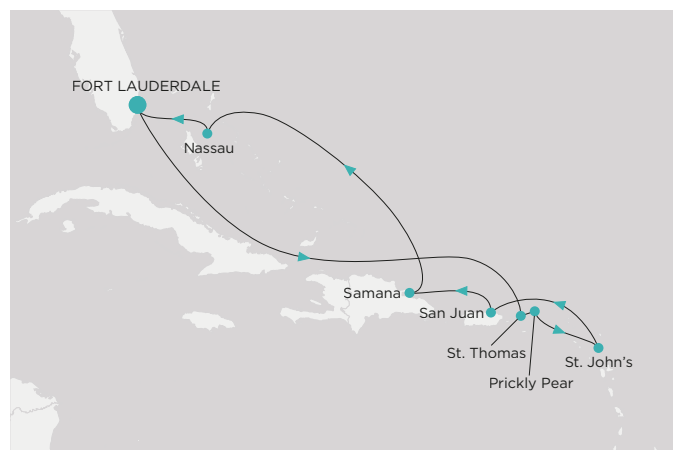 FORT LAUDERDALE
Nassau
Samana
San Juan
St. Thomas
St. John’s
Prickly Pear